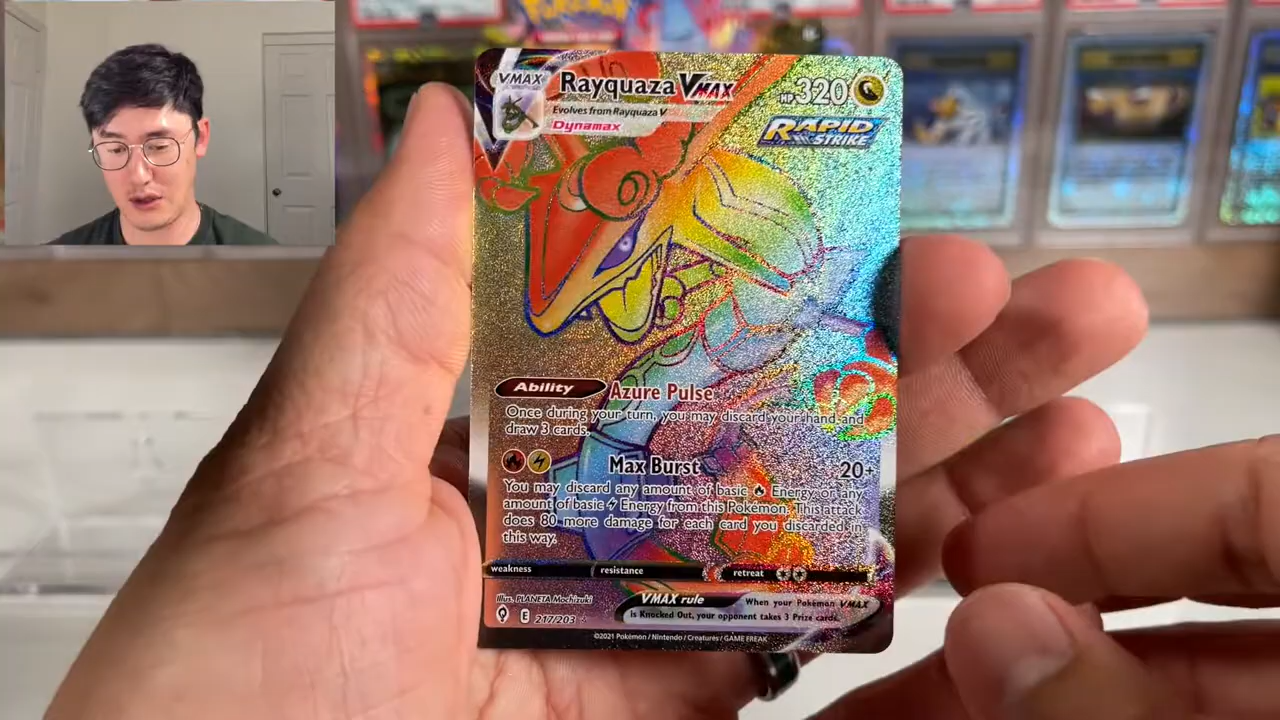 POKÉMON
VMAX
Rayquaza VMAX
HP 320
Evolves from Rayquaza V
Dynamax
RAPID
STRIKE
Ability Azure Pulse
Once during your turn, you may discard your hand and
draw 3 cards.
Max Burst 20+
You may discard any amount of basic Energy or any
amount of basic Energy from this Pokémon. This attack
does 80 more damage for each card you discarded in
this way.
weakness resistance retreat
Illus. PLANETA Mochizuki
VMAX rule When your Pokémon VMAX
is Knocked Out, your opponent takes 3 Prize cards.
E 217/203
©2021 Pokémon / Nintendo / Creatures / GAME FREAK